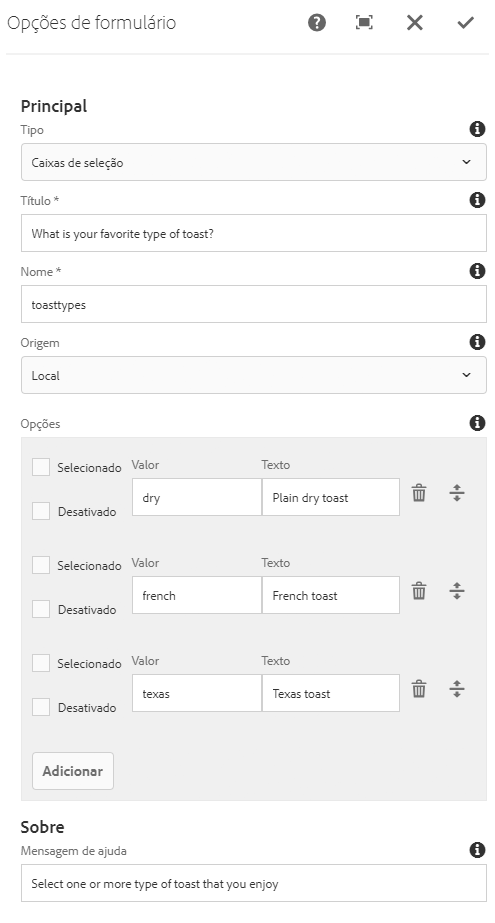 Opções de formulário
Principal
Tipo
Caixas de seleção
Título *
What is your favorite type of toast?
Nome *
toasttypes
Origem
Local
Opções
Selecionado Valor Texto
dry Plain dry toast
Desativado
Selecionado Valor Texto
french French toast
Desativado
Selecionado Valor Texto
texas Texas toast
Desativado
Adicionar
Sobre
Mensagem de ajuda
Select one or more type of toast that you enjoy